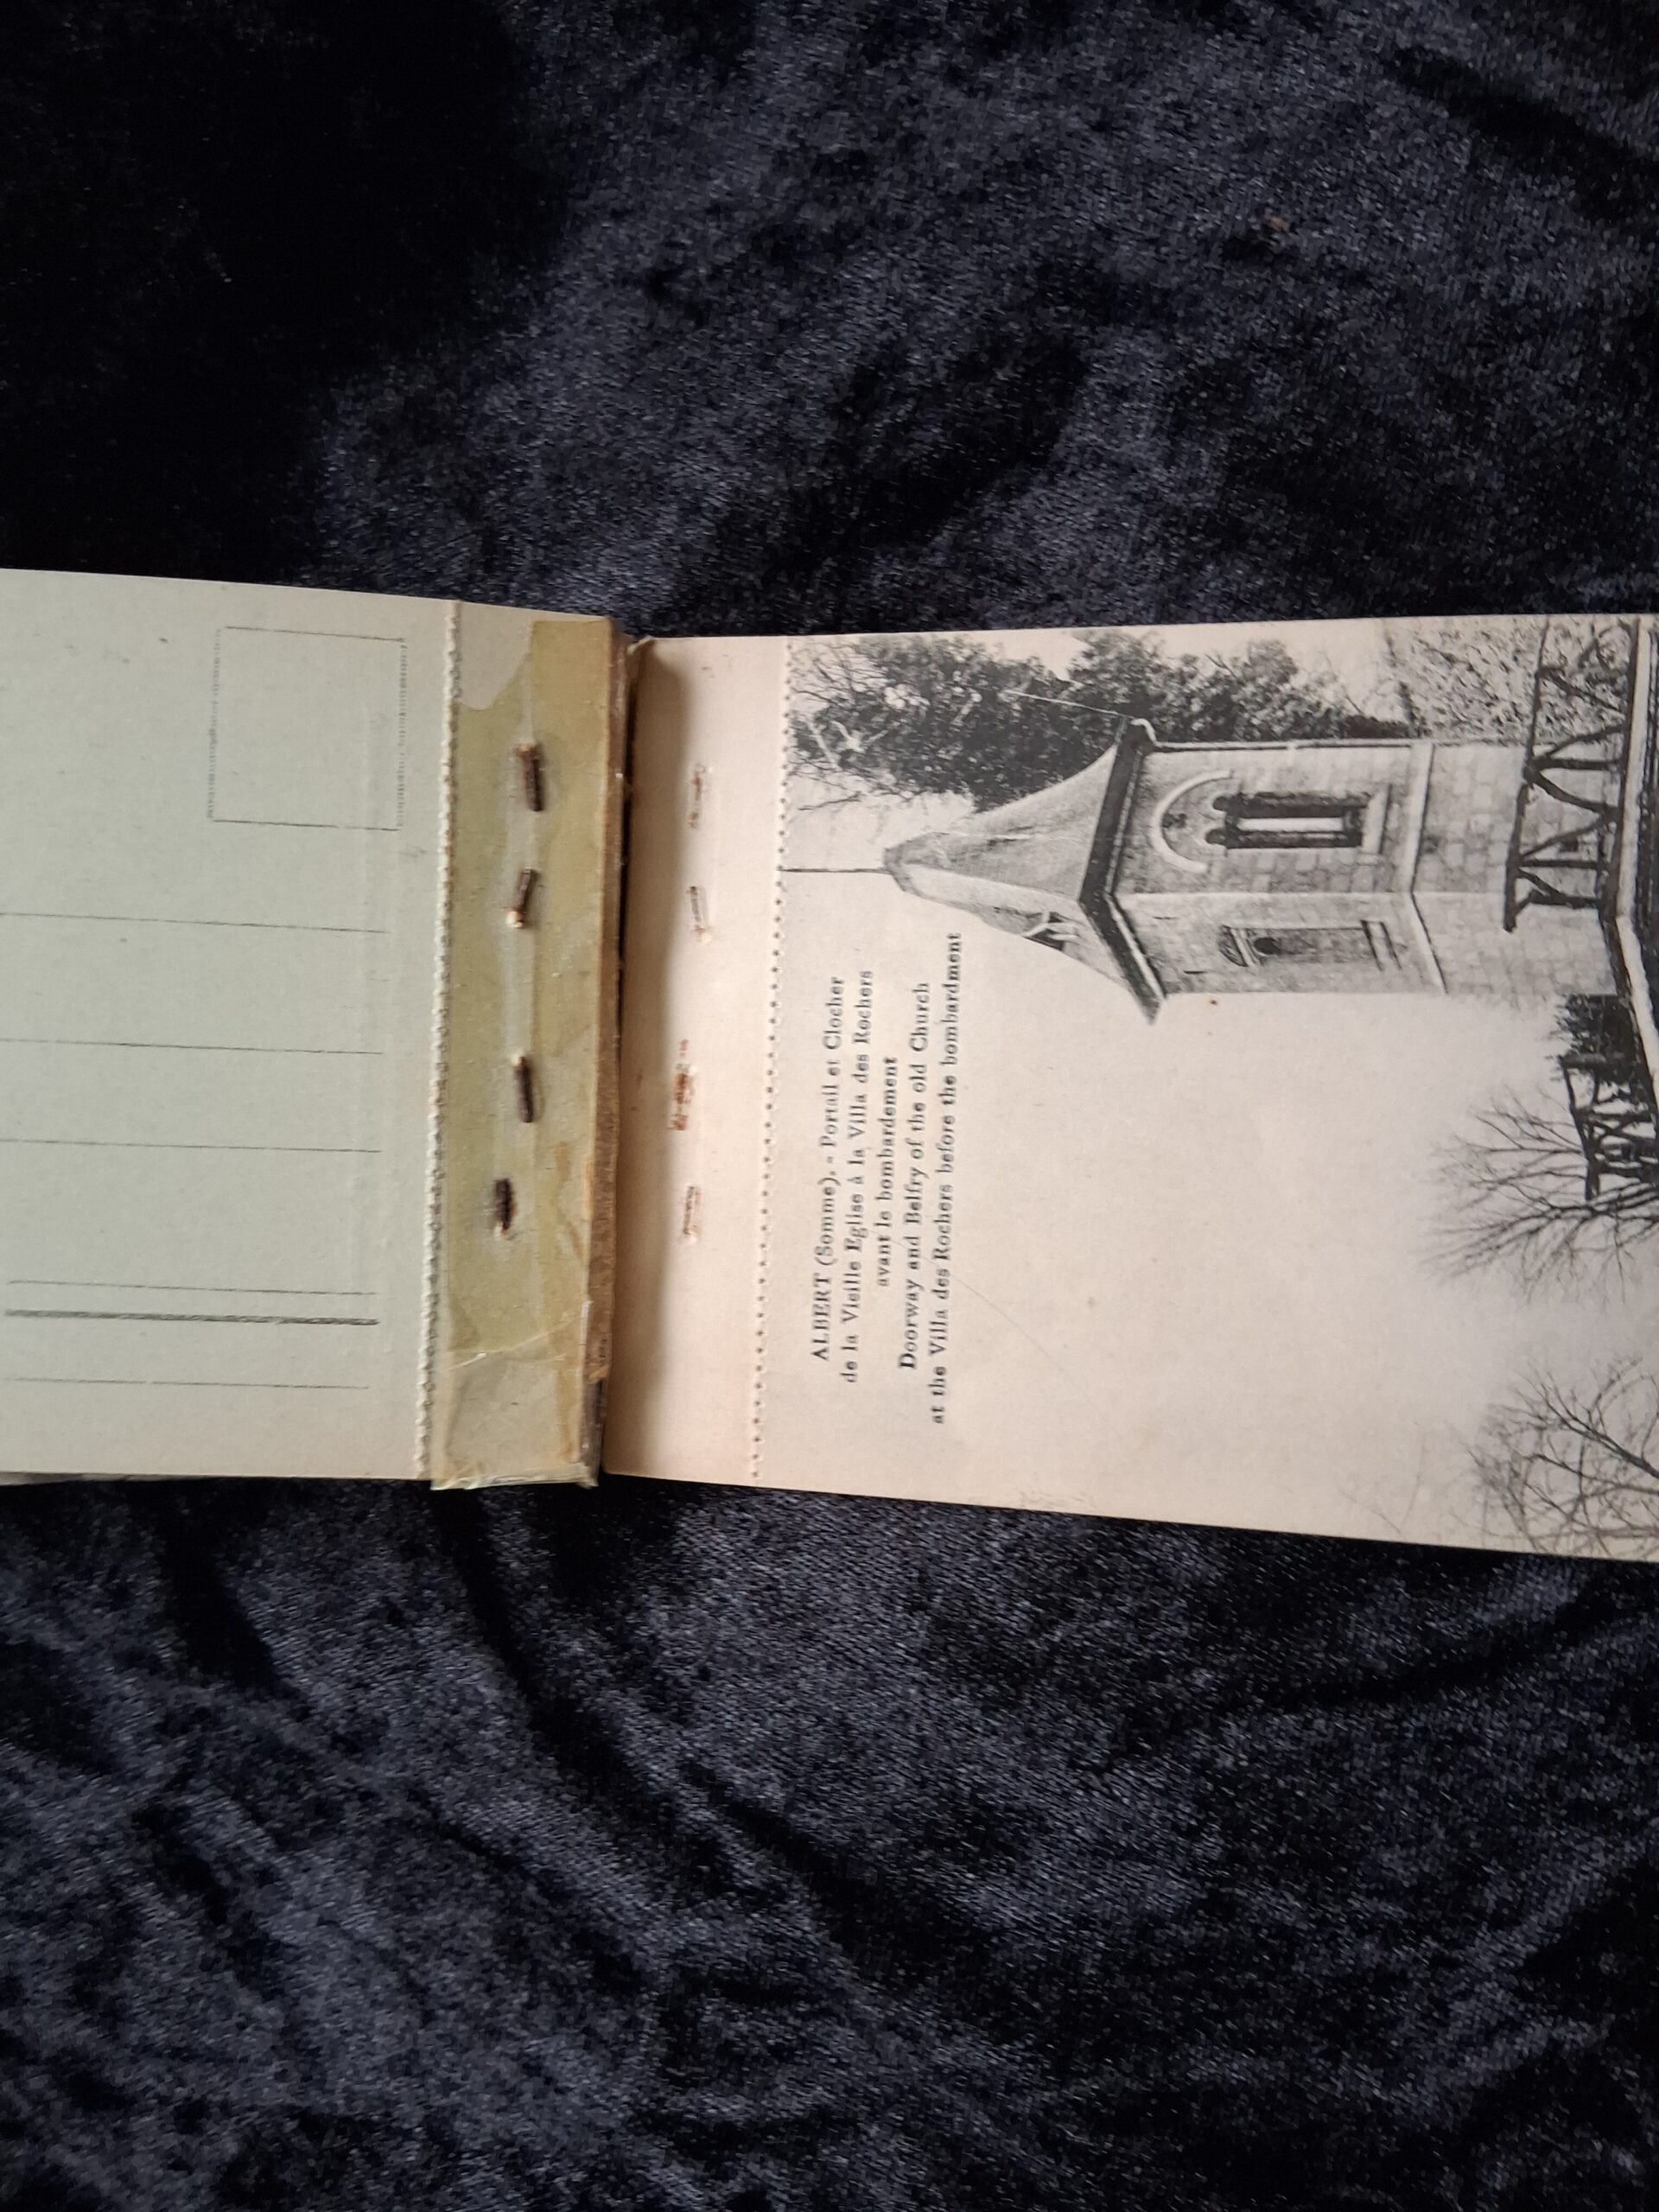 ALBERT (Somme). - Portail et Clocher
de la Vieille Eglise à la Villa des Rochers
avant le bombardement
Doorway and Belfry of the old Church
at the Villa des Rochers before the bombardment